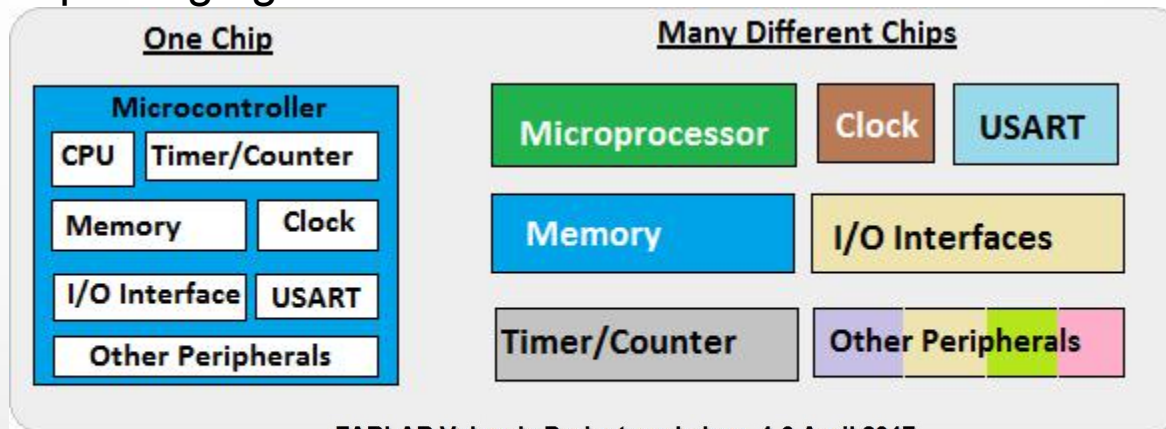 One Chip
Microcontroller
CPU Timer/Counter
Memory Clock
I/O Interface USART
Other Peripherals
Many Different Chips
Microprocessor Clock USART
Memory I/O Interfaces
Timer/Counter Other Peripherals